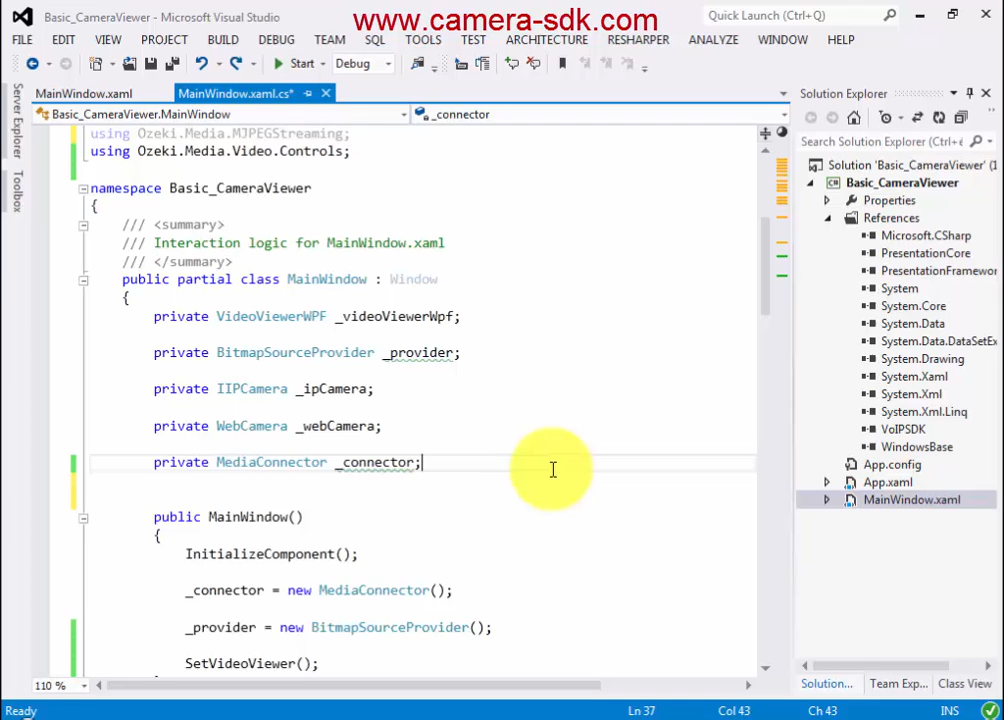 Basic_CameraViewer - Microsoft Visual Studio
www.camera-sdk.com
Quick Launch (Ctrl+Q)
FILE EDIT VIEW PROJECT BUILD DEBUG TEAM SQL TOOLS TEST ARCHITECTURE RESHARPER ANALYZE WINDOW HELP
Start Debug
Server Explorer
Toolbox
MainWindow.xaml MainWindow.xaml.cs*
Basic_CameraViewer.MainWindow _connector
using Ozeki.Media.MJPEGStreaming;
using Ozeki.Media.Video.Controls;
namespace Basic_CameraViewer
{
/// <summary>
/// Interaction logic for MainWindow.xaml
/// </summary>
public partial class MainWindow : Window
{
private VideoViewerWPF _videoViewerWpf;
private BitmapSourceProvider _provider;
private IIPCamera _ipCamera;
private WebCamera _webCamera;
private MediaConnector _connector;
public MainWindow()
{
InitializeComponent();
_connector = new MediaConnector();
_provider = new BitmapSourceProvider();
SetVideoViewer();
110 %
Solution Explorer
Search Solution Explorer (Ctrl+
Solution 'Basic_CameraViewer' (1
Basic_CameraViewer
Properties
References
Microsoft.CSharp
PresentationCore
PresentationFramewo
System
System.Core
System.Data
System.Data.DataSetEx
System.Drawing
System.Xaml
System.Xml
System.Xml.Linq
VoIPSDK
WindowsBase
App.config
App.xaml
MainWindow.xaml
Solution... Team Exp... Class View
Ready Ln 37 Col 43 Ch 43 INS